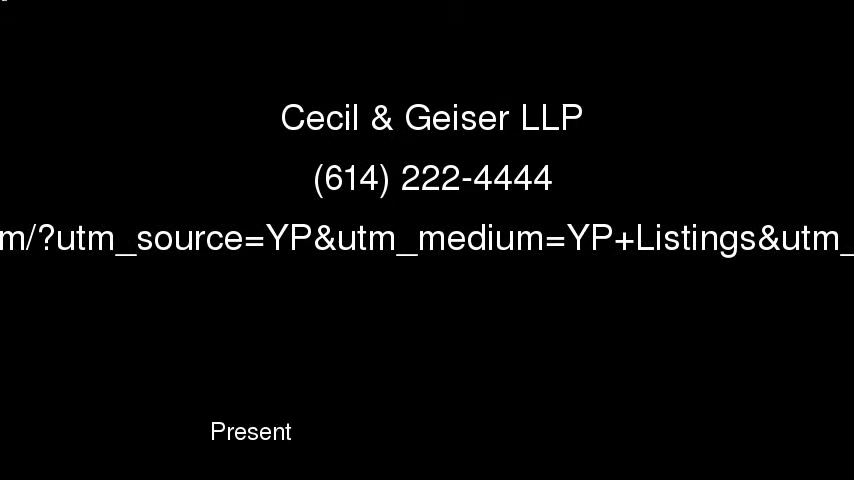 Cecil & Geiser LLP
(614) 222-4444
m/?utm_source=YP&utm_medium=YP+Listings&utm_
Present